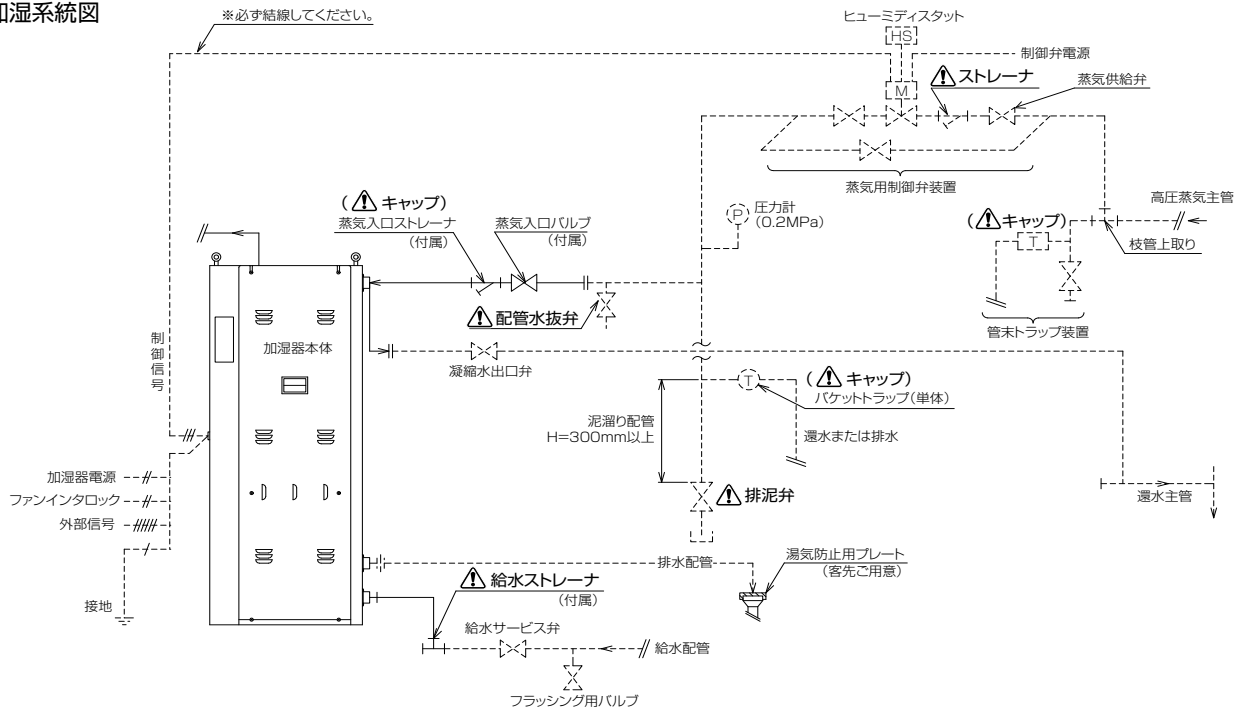 加湿系統図
※必ず結線してください。
ヒューミディスタット
HS
制御弁電源
M
ストレーナ
蒸気供給弁
蒸気用制御弁装置
高圧蒸気主管
(キャップ)
T
枝管上取り
管末トラップ装置
P
圧力計
(0.2MPa)
(キャップ)
蒸気入口ストレーナ
(付属)
蒸気入口バルブ
(付属)
配管水抜弁
制御信号
加湿器本体
凝縮水出口弁
T
(キャップ)
バケットトラップ(単体)
泥溜り配管
H=300mm以上
還水または排水
排泥弁
還水主管
加湿器電源
ファンインタロック
外部信号
接地
排水配管
湯気防止用プレート
(客先ご用意)
給水ストレーナ
(付属)
給水サービス弁
給水配管
フラッシング用バルブ